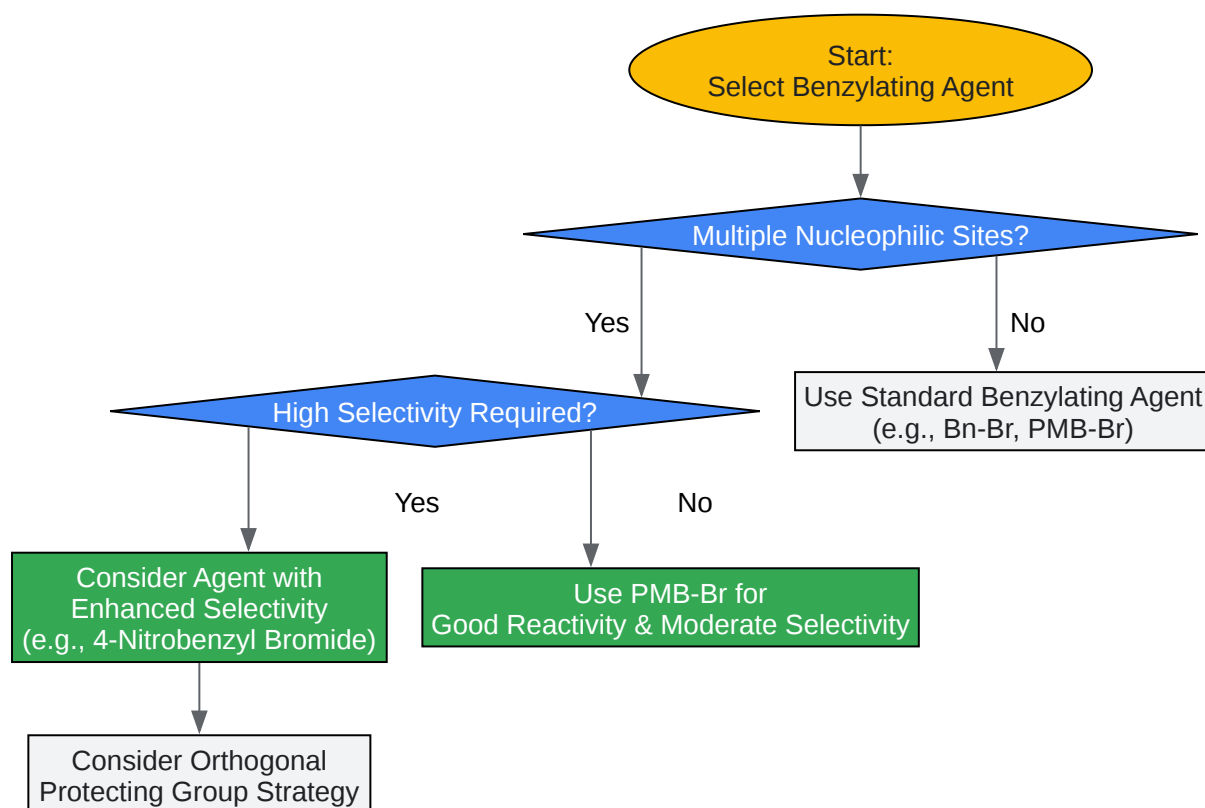 Start:
Select Benzylating Agent
Multiple Nucleophilic Sites?
Yes
No
Use Standard Benzylating Agent
(e.g., Bn-Br, PMB-Br)
High Selectivity Required?
Yes
No
Consider Agent with
Enhanced Selectivity
(e.g., 4-Nitrobenzyl Bromide)
Use PMB-Br for
Good Reactivity & Moderate Selectivity
Consider Orthogonal
Protecting Group Strategy